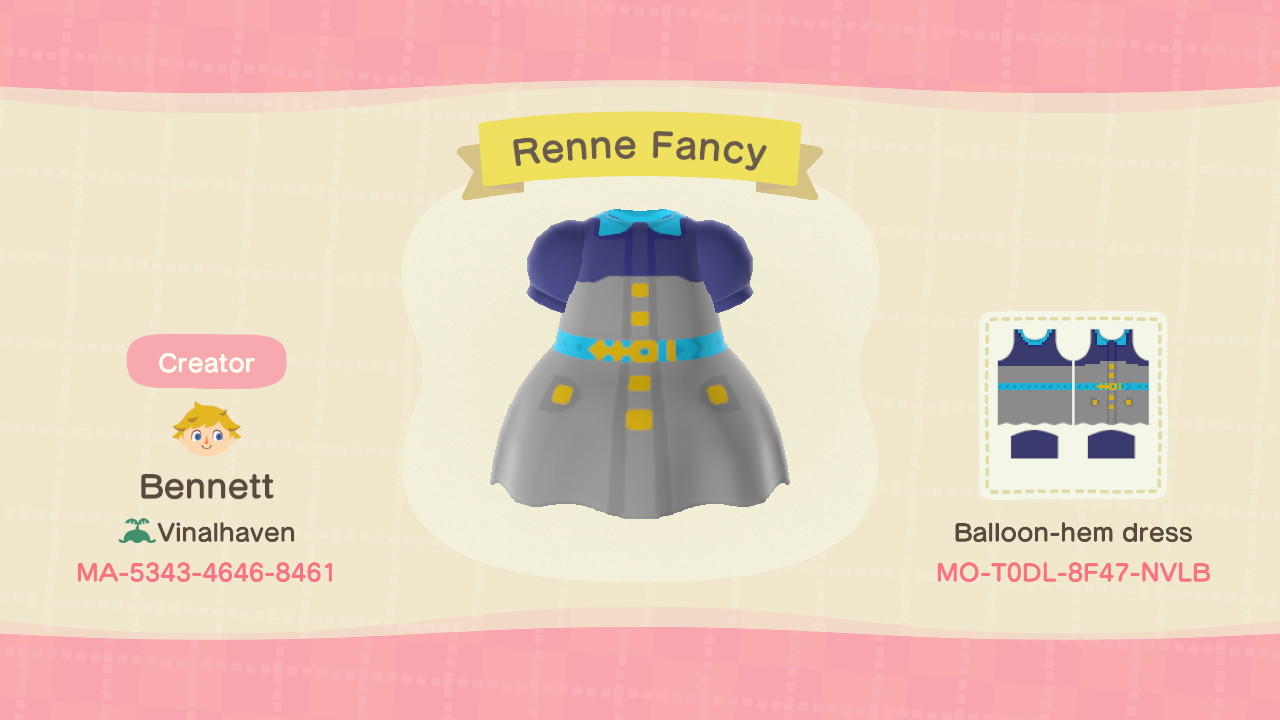 Renne Fancy
Creator
Bennett
Vinalhaven
MA-5343-4646-8461
Balloon-hem dress
MO-T0DL-8F47-NVLB